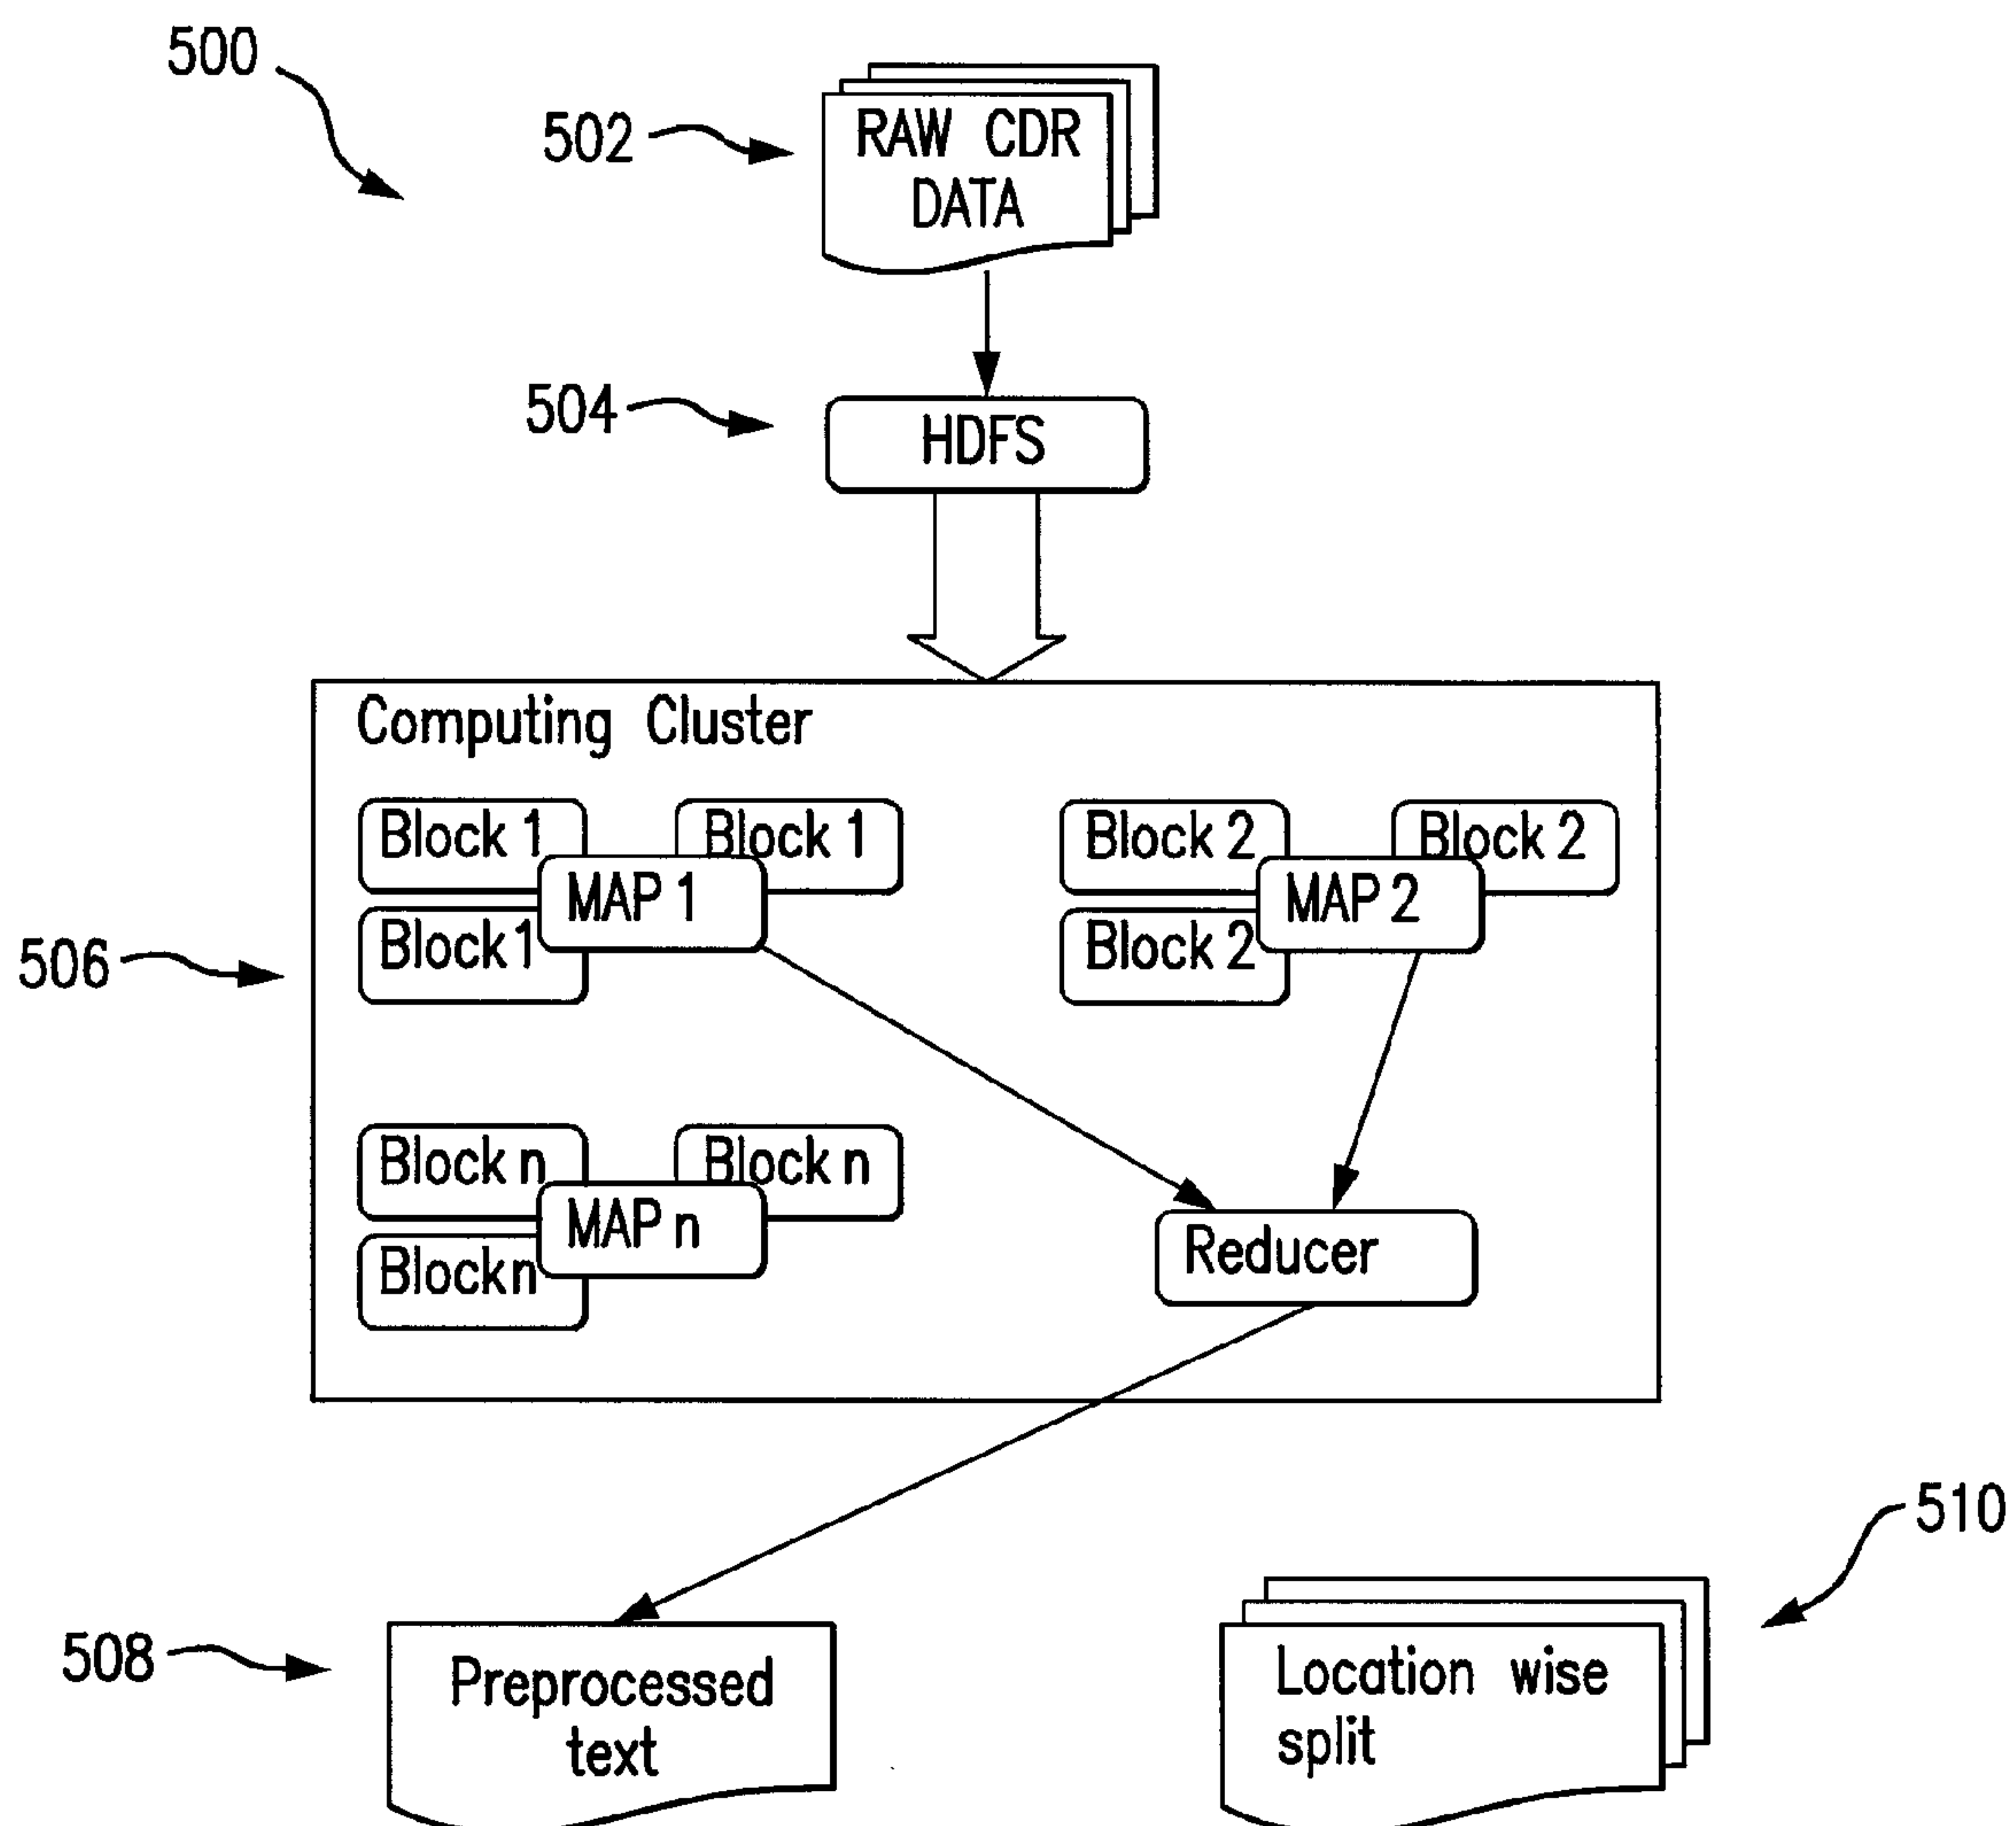 500
502
RAW CDR
DATA
504
HDFS
Computing Cluster
Block 1
Block 1
Block 2
Block 2
MAP 1
MAP 2
Block 1
Block 2
506
Block n
Block n
MAP n
Block n
Reducer
510
508
Preprocessed
text
Location wise
split